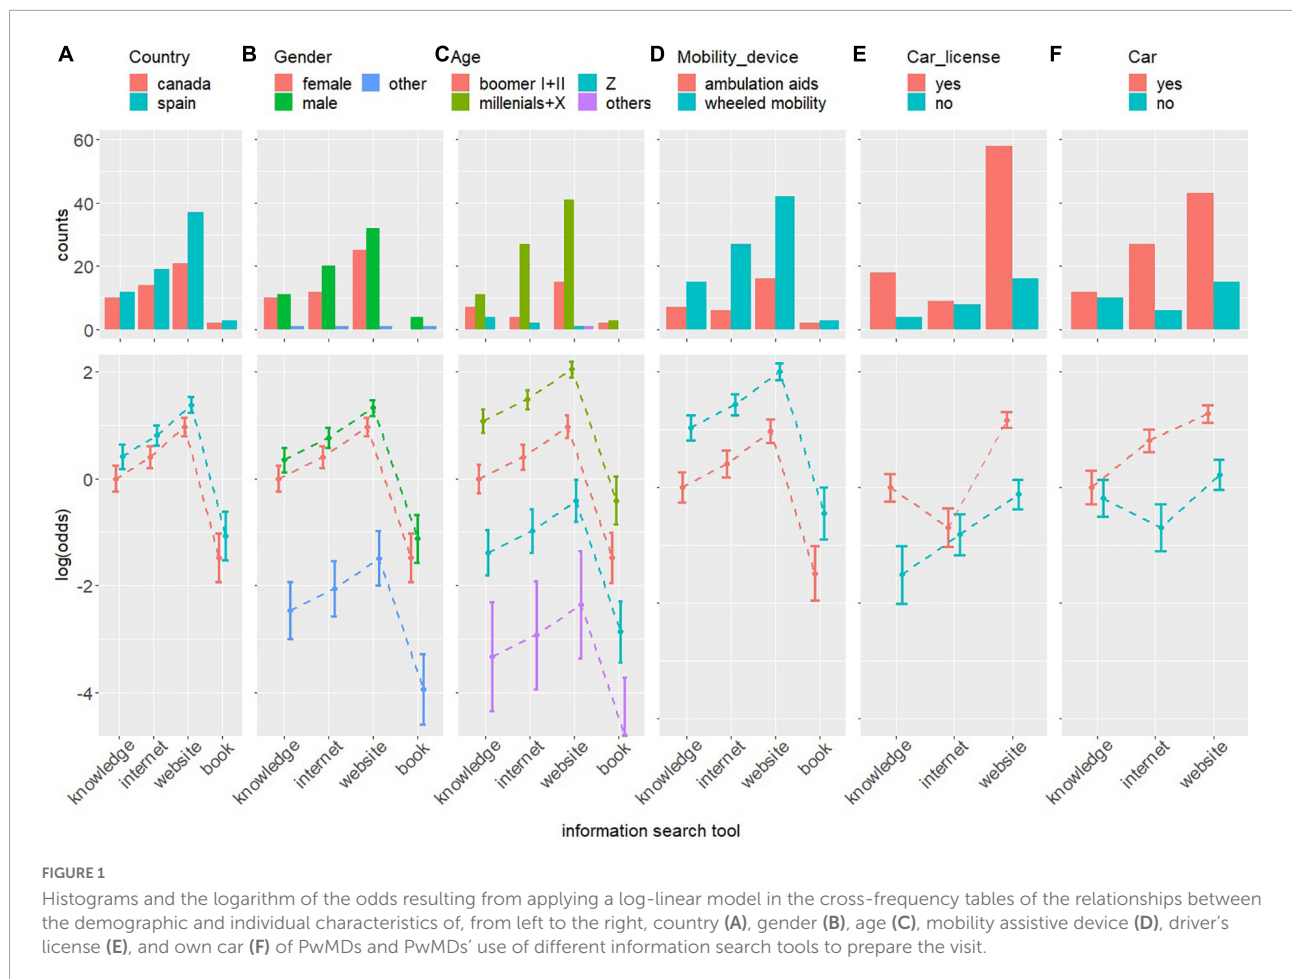 A Country
canada
spain
B Gender
female other
male
C Age
boomer I+II Z
millenials+X others
D Mobility_device
ambulation aids
wheeled mobility
E Car_license
yes
no
F Car
yes
no
60
40
20
0
counts
2
0
-2
-4
log(odds)
knowledge internet website book
knowledge internet website book
knowledge internet website book
knowledge internet website book
knowledge internet website
knowledge internet website
information search tool
FIGURE 1
Histograms and the logarithm of the odds resulting from applying a log-linear model in the cross-frequency tables of the relationships between
the demographic and individual characteristics of, from left to the right, country (A), gender (B), age (C), mobility assistive device (D), driver’s
license (E), and own car (F) of PwMDs and PwMDs’ use of different information search tools to prepare the visit.